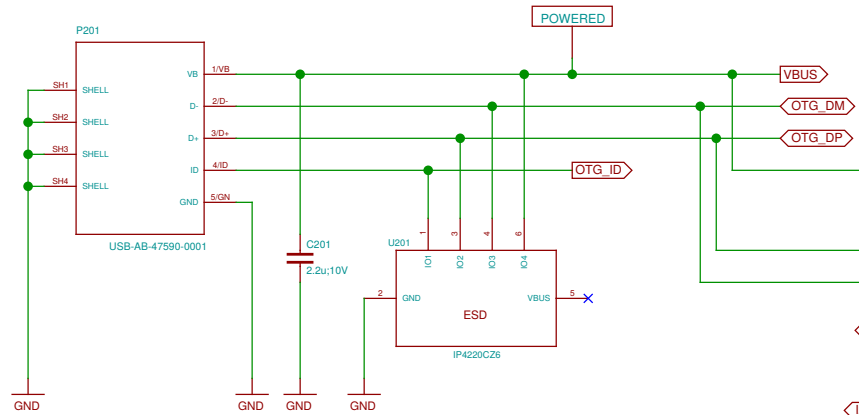 POWERED
P201
VB
1/VB
VBUS
SH1
SHELL
D-
2/D-
OTG_DM
SH2
SHELL
D+
3/D+
OTG_DP
SH3
SHELL
ID
4/ID
OTG_ID
SH4
SHELL
GND
5/GN
USB-AB-47590-0001
C201
2.2u;10V
U201
1
3
4
6
IO1
IO2
IO3
IO4
2
GND
VBUS
5
ESD
IP4220CZ6
GND
GND
GND
GND